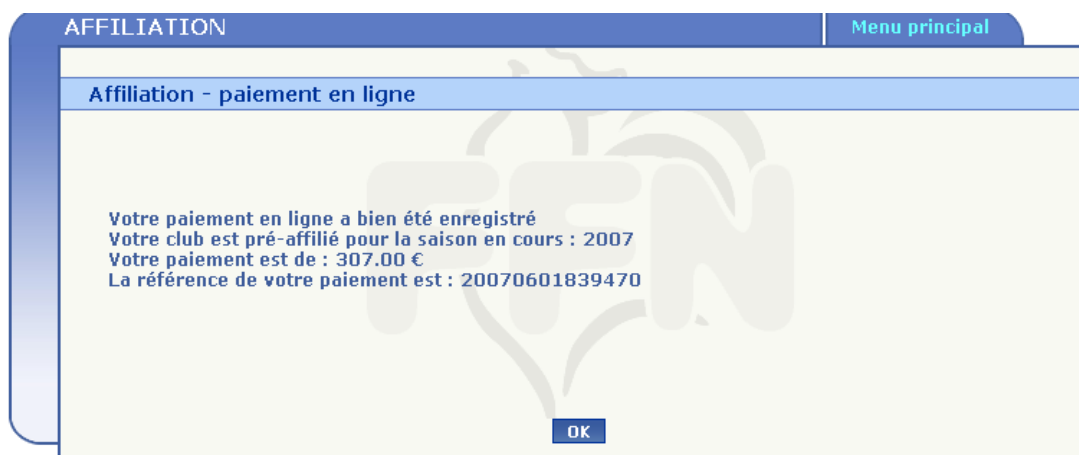 AFFILIATION
Menu principal
Affiliation - paiement en ligne
FFN
Votre paiement en ligne a bien été enregistré
Votre club est pré-affilié pour la saison en cours : 2007
Votre paiement est de : 307.00 €
La référence de votre paiement est : 20070601839470
OK